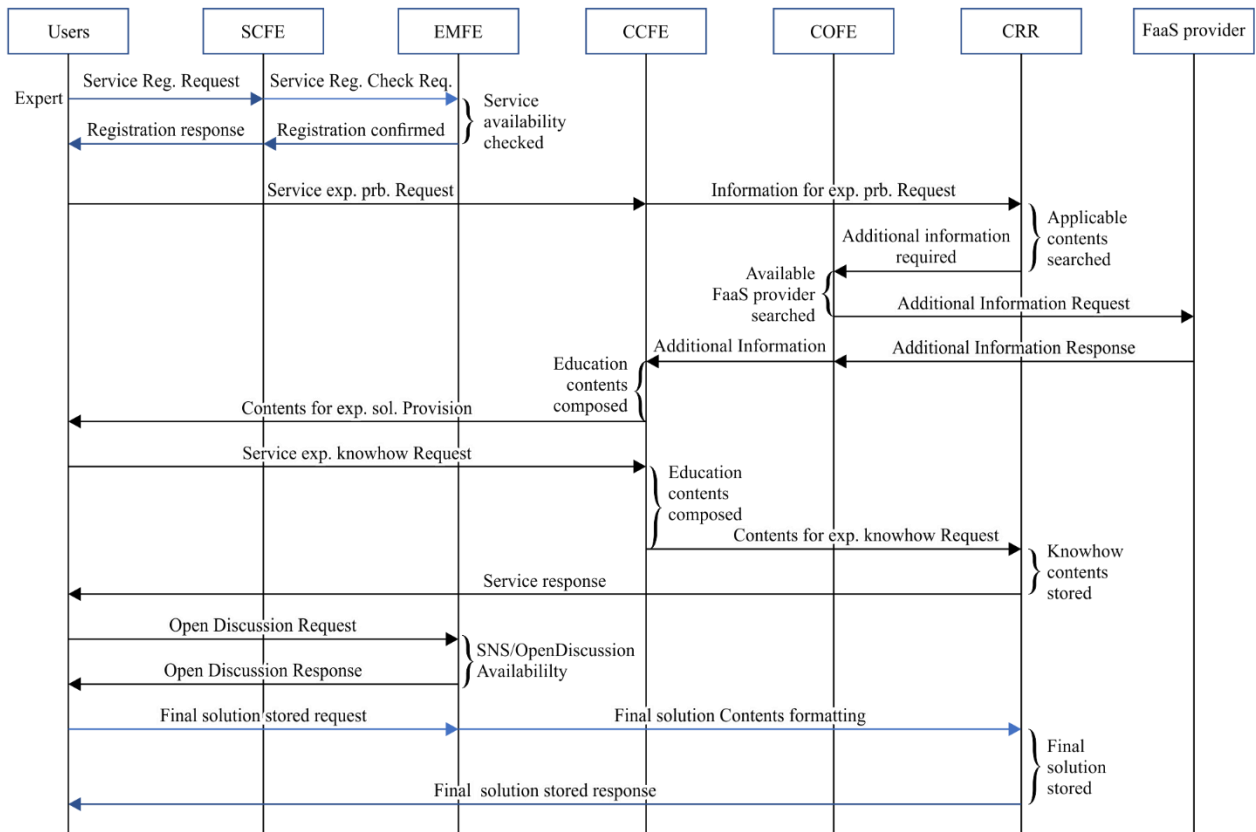 Users SCFE EMFE CCFE COFE CRR FaaS provider
Service Reg. Request Service Reg. Check Req.
Expert
Service
availability
checked
Registration response Registration confirmed
Service exp. prb. Request Information for exp. prb. Request
Applicable
contents
searched
Additional information
required
Available
FaaS provider
searched
Additional Information Request
Additional Information Additional Information Response
Education
contents
composed
Contents for exp. sol. Provision
Service exp. knowhow Request
Education
contents
composed
Contents for exp. knowhow Request
Knowhow
contents
stored
Service response
Open Discussion Request
SNS/OpenDiscussion
Availabililty
Open Discussion Response
Final solution stored request Final solution Contents formatting
Final
solution
stored
Final solution stored response